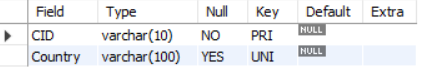 Field Type Null Key Default Extra
CID varchar(10) NO PRI NULL
Country varchar(100) YES UNI NULL